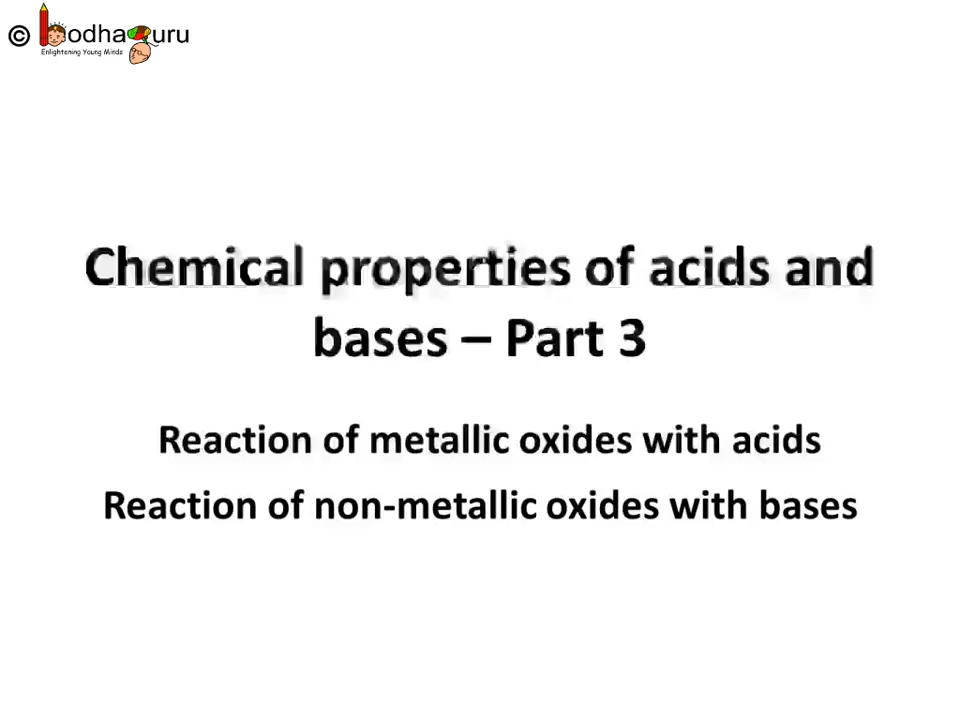 © BodhaGuru
Enlightening Young Minds
Chemical properties of acids and
bases – Part 3
Reaction of metallic oxides with acids
Reaction of non-metallic oxides with bases